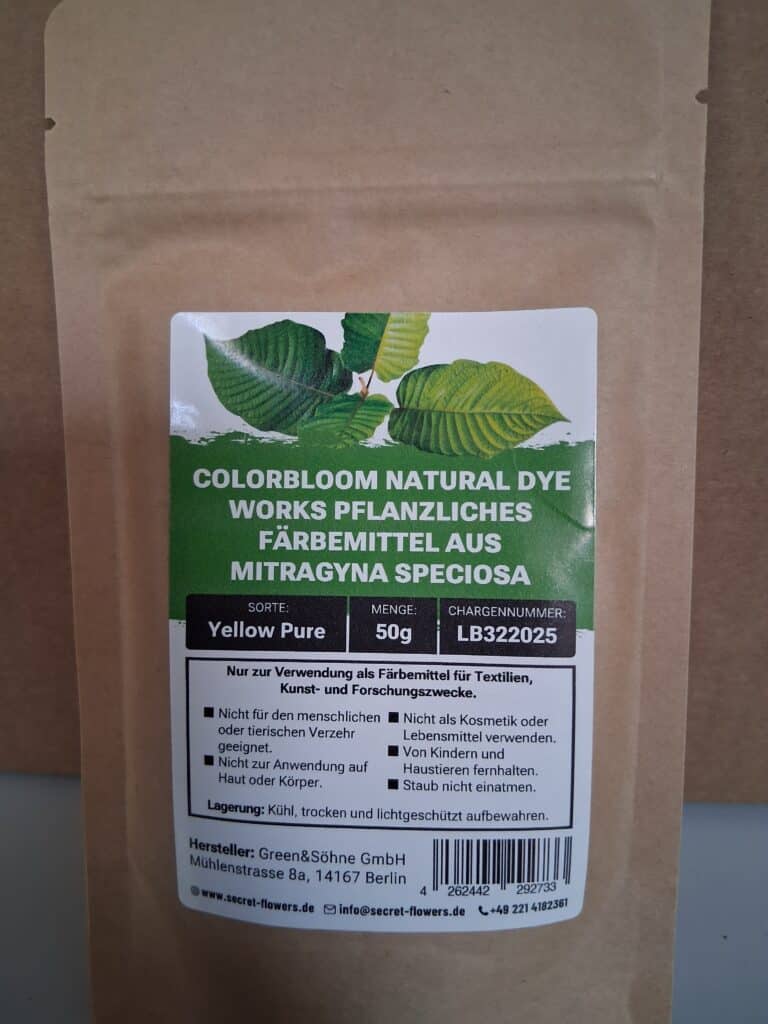 COLORBLOOM NATURAL DYE
WORKS PFLANZLICHES
FÄRBEMITTEL AUS
MITRAGYNA SPECIOSA
SORTE:
Yellow Pure
MENGE:
50g
CHARGENNUMMER:
LB322025
Nur zur Verwendung als Färbemittel für Textilien,
Kunst- und Forschungszwecke.
Nicht für den menschlichen
oder tierischen Verzehr
geeignet.
Nicht zur Anwendung auf
Haut oder Körper.
Nicht als Kosmetik oder
Lebensmittel verwenden.
Von Kindern und
Haustieren fernhalten.
Staub nicht einatmen.
Lagerung: Kühl, trocken und lichtgeschützt aufbewahren.
Hersteller: Green&Söhne GmbH
Mühlenstrasse 8a, 14167 Berlin
4 262442 292733
www.secret-flowers.de info@secret-flowers.de +49 221 4182361